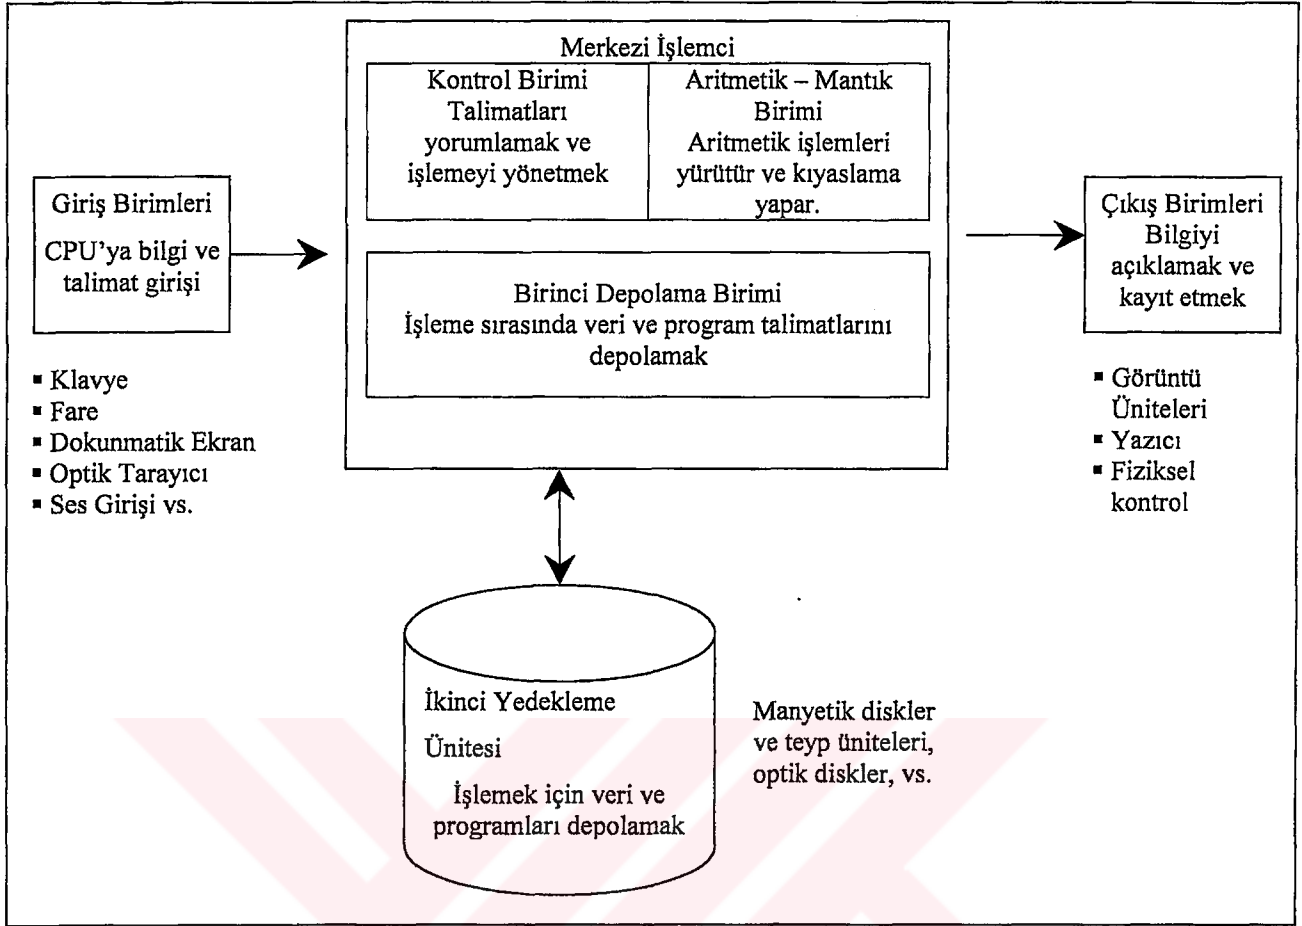 Merkezi İşlemci
Kontrol Birimi
Talimatları
yorumlamak ve
işlemeyi yönetmek
Aritmetik – Mantık
Birimi
Aritmetik işlemleri
yürütür ve kıyaslama
yapar.
Giriş Birimleri
CPU'ya bilgi ve
talimat girişi
Çıkış Birimleri
Bilgiyi
açıklamak ve
kayıt etmek
Birinci Depolama Birimi
İşleme sırasında veri ve program talimatlarını
depolamak
▪ Klavye
▪ Fare
▪ Dokunmatik Ekran
▪ Optik Tarayıcı
▪ Ses Girişi vs.
▪ Görüntü
Üniteleri
▪ Yazıcı
▪ Fiziksel
kontrol
İkinci Yedekleme
Ünitesi
İşlemek için veri ve
programları depolamak
Manyetik diskler
ve teyp üniteleri,
optik diskler, vs.